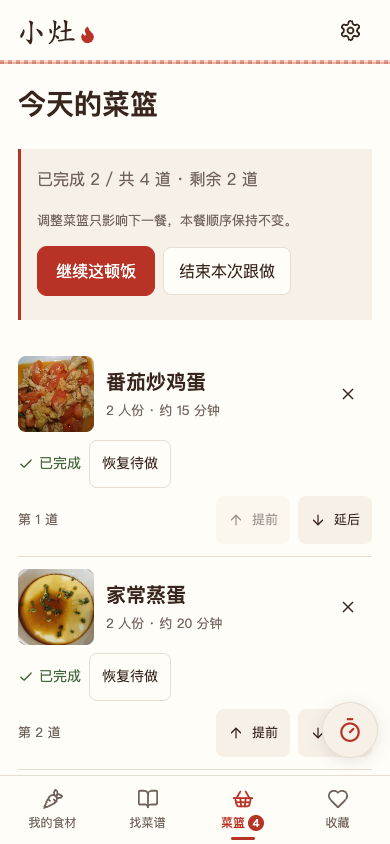 小灶
今天的菜篮
已完成 2 / 共 4 道 · 剩余 2 道
调整菜篮只影响下一餐，本餐顺序保持不变。
继续这顿饭 结束本次跟做
番茄炒鸡蛋
2 人份 · 约 15 分钟
已完成 恢复待做
第 1 道 提前 延后
家常蒸蛋
2 人份 · 约 20 分钟
已完成 恢复待做
第 2 道 提前
我的食材 找菜谱 菜篮 4 收藏